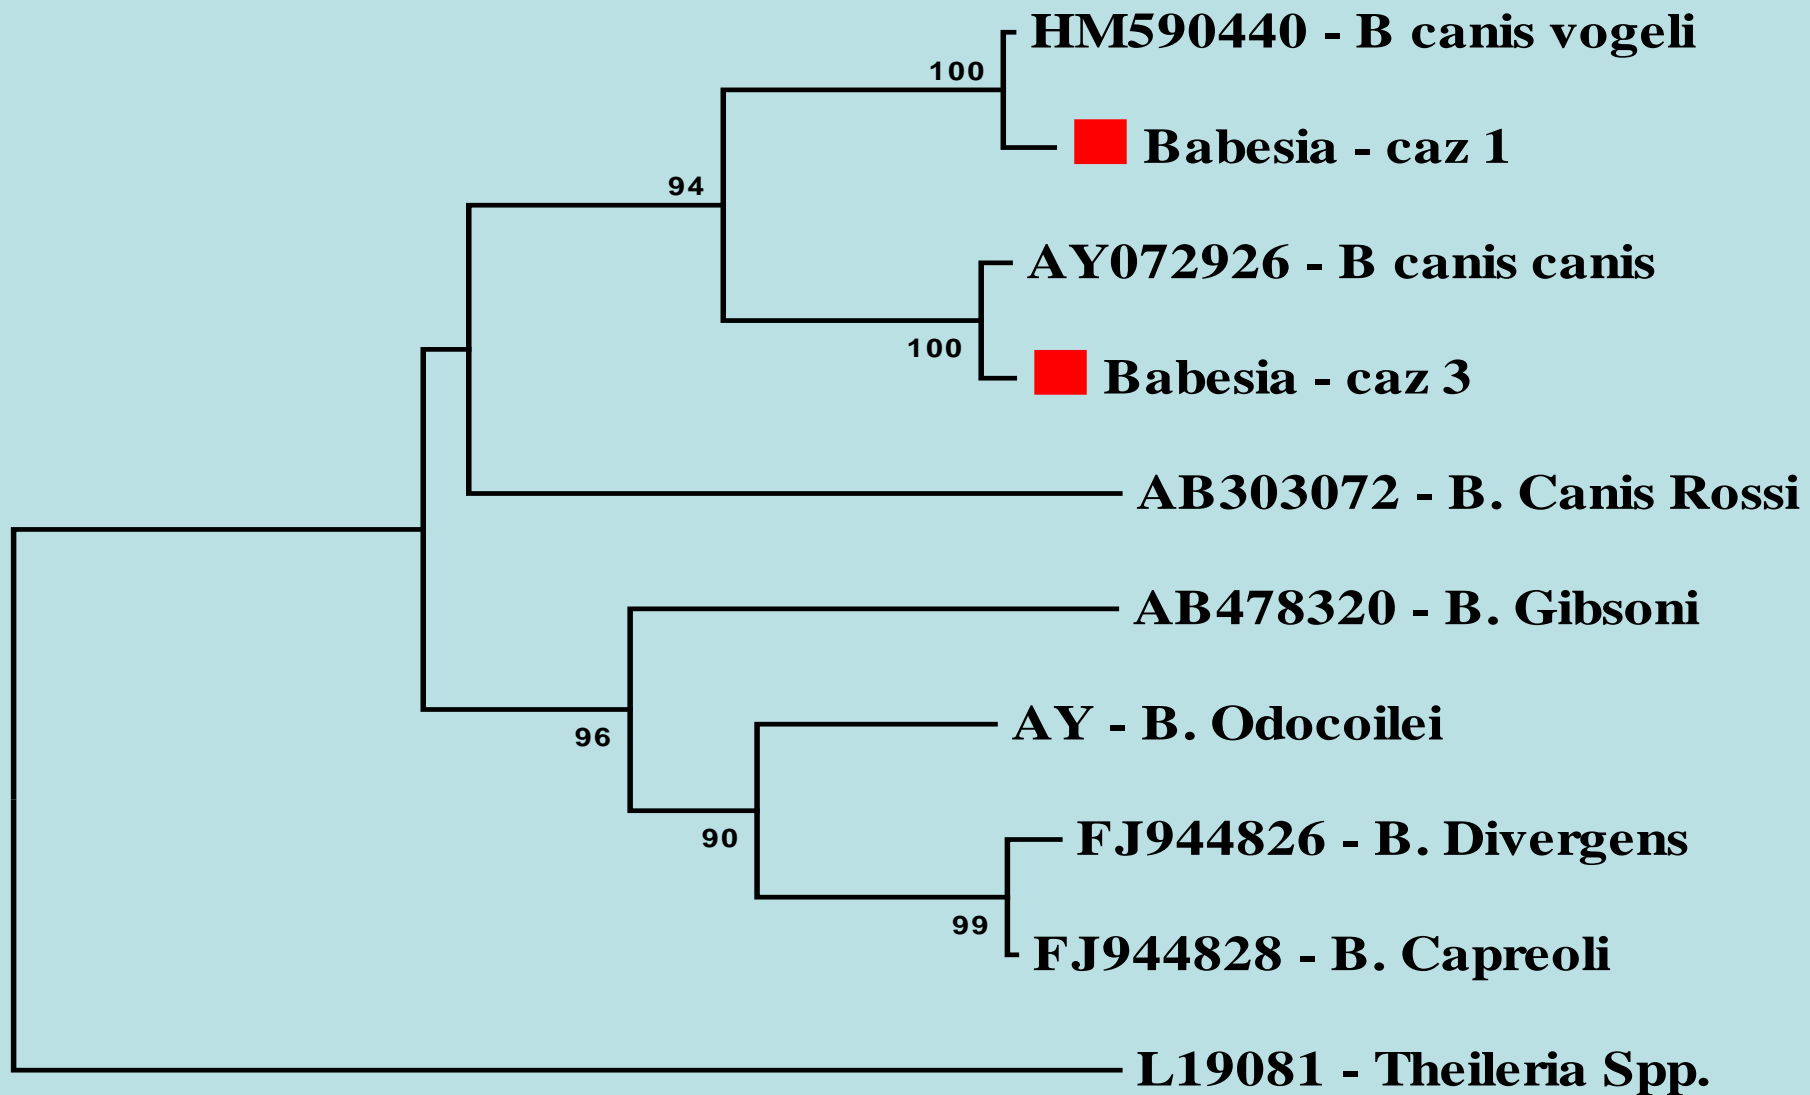 HM590440 - B canis vogeli
100
Babesia - caz 1
94
AY072926 - B canis canis
100
Babesia - caz 3
AB303072 - B. Canis Rossi
AB478320 - B. Gibsoni
96
AY - B. Odocoilei
90
FJ944826 - B. Divergens
99
FJ944828 - B. Capreoli
L19081 - Theileria Spp.